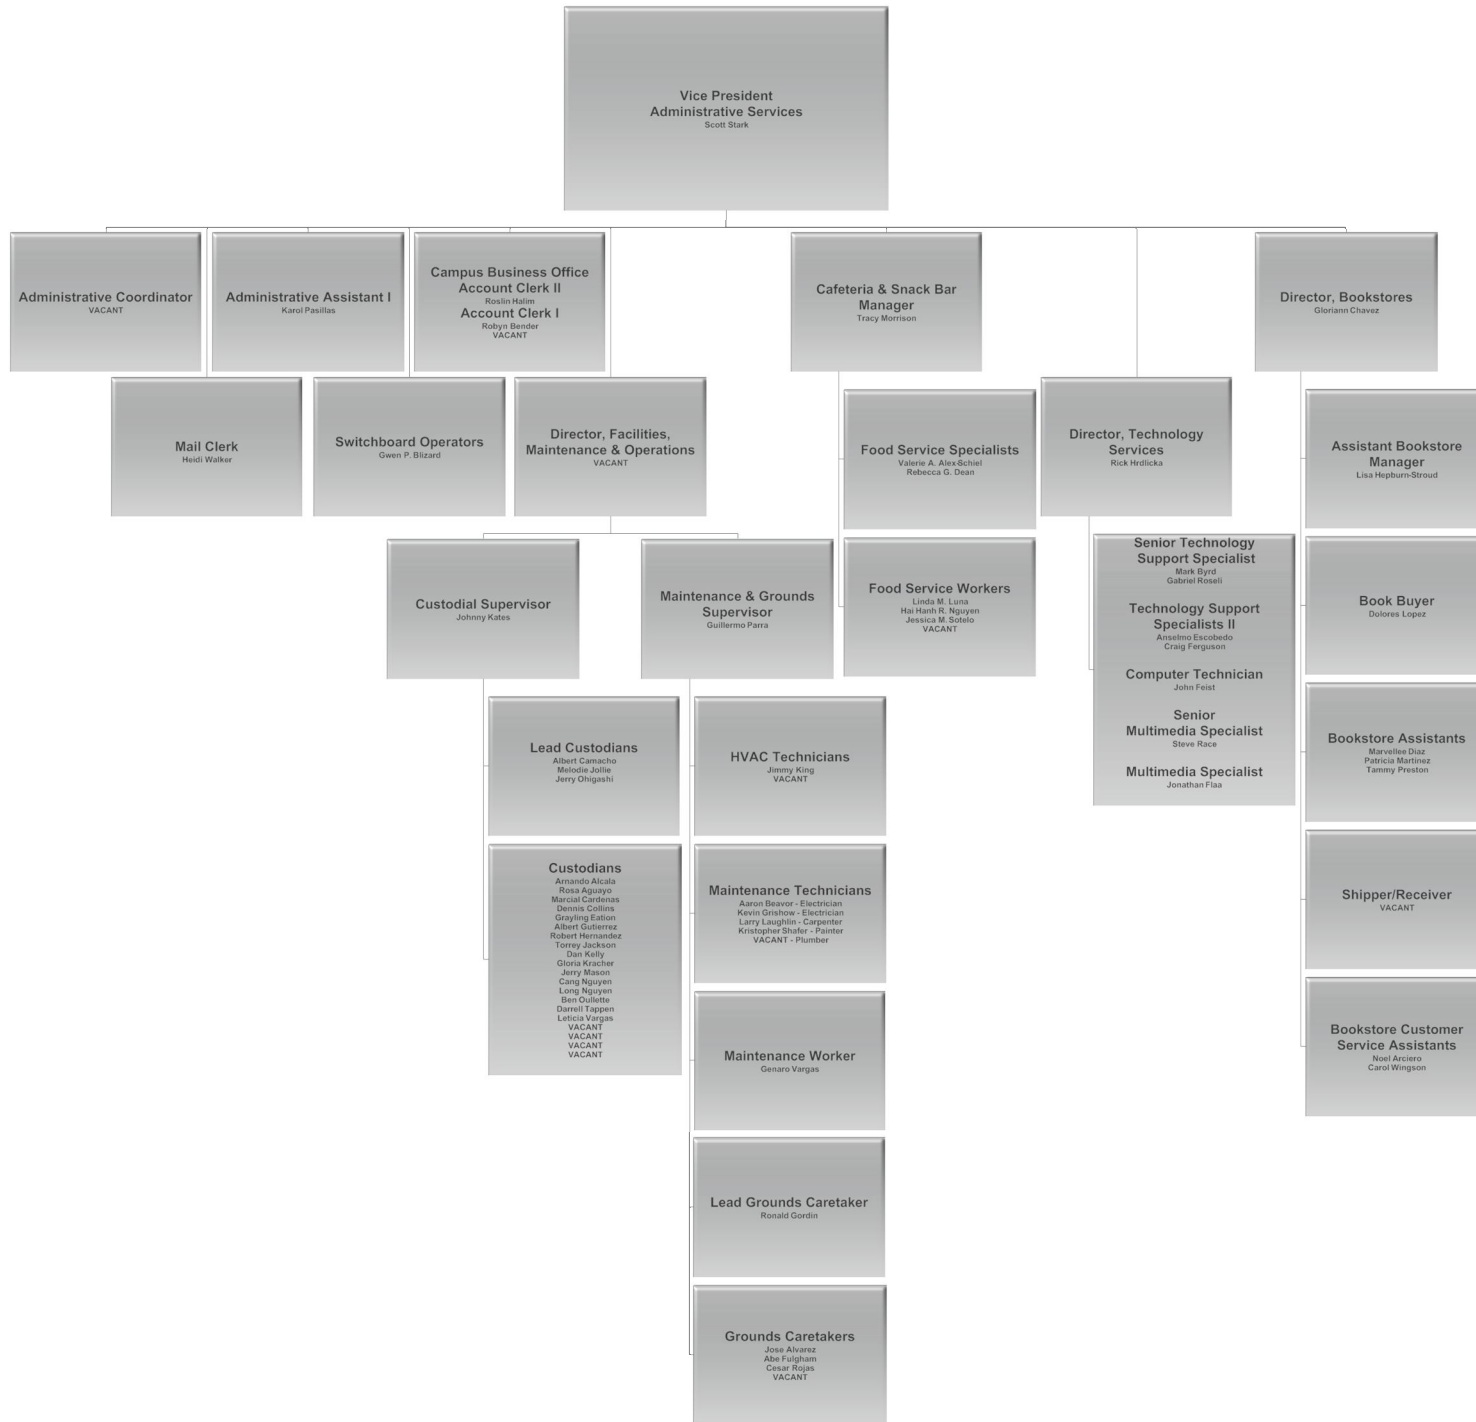 Vice President
Administrative Services
Scott Stark
Administrative Coordinator
VACANT
Administrative Assistant I
Karol Pasillas
Campus Business Office
Account Clerk II
Roslin Halim
Account Clerk I
Robyn Bender
VACANT
Cafeteria & Snack Bar
Manager
Tracy Morrison
Director, Bookstores
Gloriann Chavez
Mail Clerk
Heidi Walker
Switchboard Operators
Gwen P. Blizard
Director, Facilities,
Maintenance & Operations
VACANT
Food Service Specialists
Valerie A. Alex-Schiel
Rebecca G. Dean
Director, Technology
Services
Rick Hrdlicka
Assistant Bookstore
Manager
Lisa Hepburn-Stroud
Custodial Supervisor
Johnny Kates
Maintenance & Grounds
Supervisor
Guillermo Parra
Food Service Workers
Linda M. Luna
Hai Hanh R. Nguyen
Jessica M. Sotelo
VACANT
Senior Technology
Support Specialist
Mark Byrd
Gabriel Roseli
Technology Support
Specialists II
Anselmo Escobedo
Craig Ferguson
Computer Technician
John Feist
Senior
Multimedia Specialist
Steve Race
Multimedia Specialist
Jonathan Flaa
Book Buyer
Dolores Lopez
Lead Custodians
Albert Camacho
Melodie Jollie
Jerry Ohigashi
HVAC Technicians
Jimmy King
VACANT
Bookstore Assistants
Marvellee Diaz
Patricia Martinez
Tammy Preston
Custodians
Arnando Alcala
Rosa Aguayo
Marcial Cardenas
Dennis Collins
Grayling Eation
Albert Gutierrez
Robert Hernandez
Torrey Jackson
Dan Kelly
Gloria Kracher
Jerry Mason
Cang Nguyen
Long Nguyen
Ben Oullette
Darrell Tappen
Leticia Vargas
VACANT
VACANT
VACANT
VACANT
Maintenance Technicians
Aaron Beavor - Electrician
Kevin Grishow - Electrician
Larry Laughlin - Carpenter
Kristopher Shafer - Painter
VACANT - Plumber
Shipper/Receiver
VACANT
Maintenance Worker
Genaro Vargas
Bookstore Customer
Service Assistants
Noel Arciero
Carol Wingson
Lead Grounds Caretaker
Ronald Gordin
Grounds Caretakers
Jose Alvarez
Abe Fulgham
Cesar Rojas
VACANT